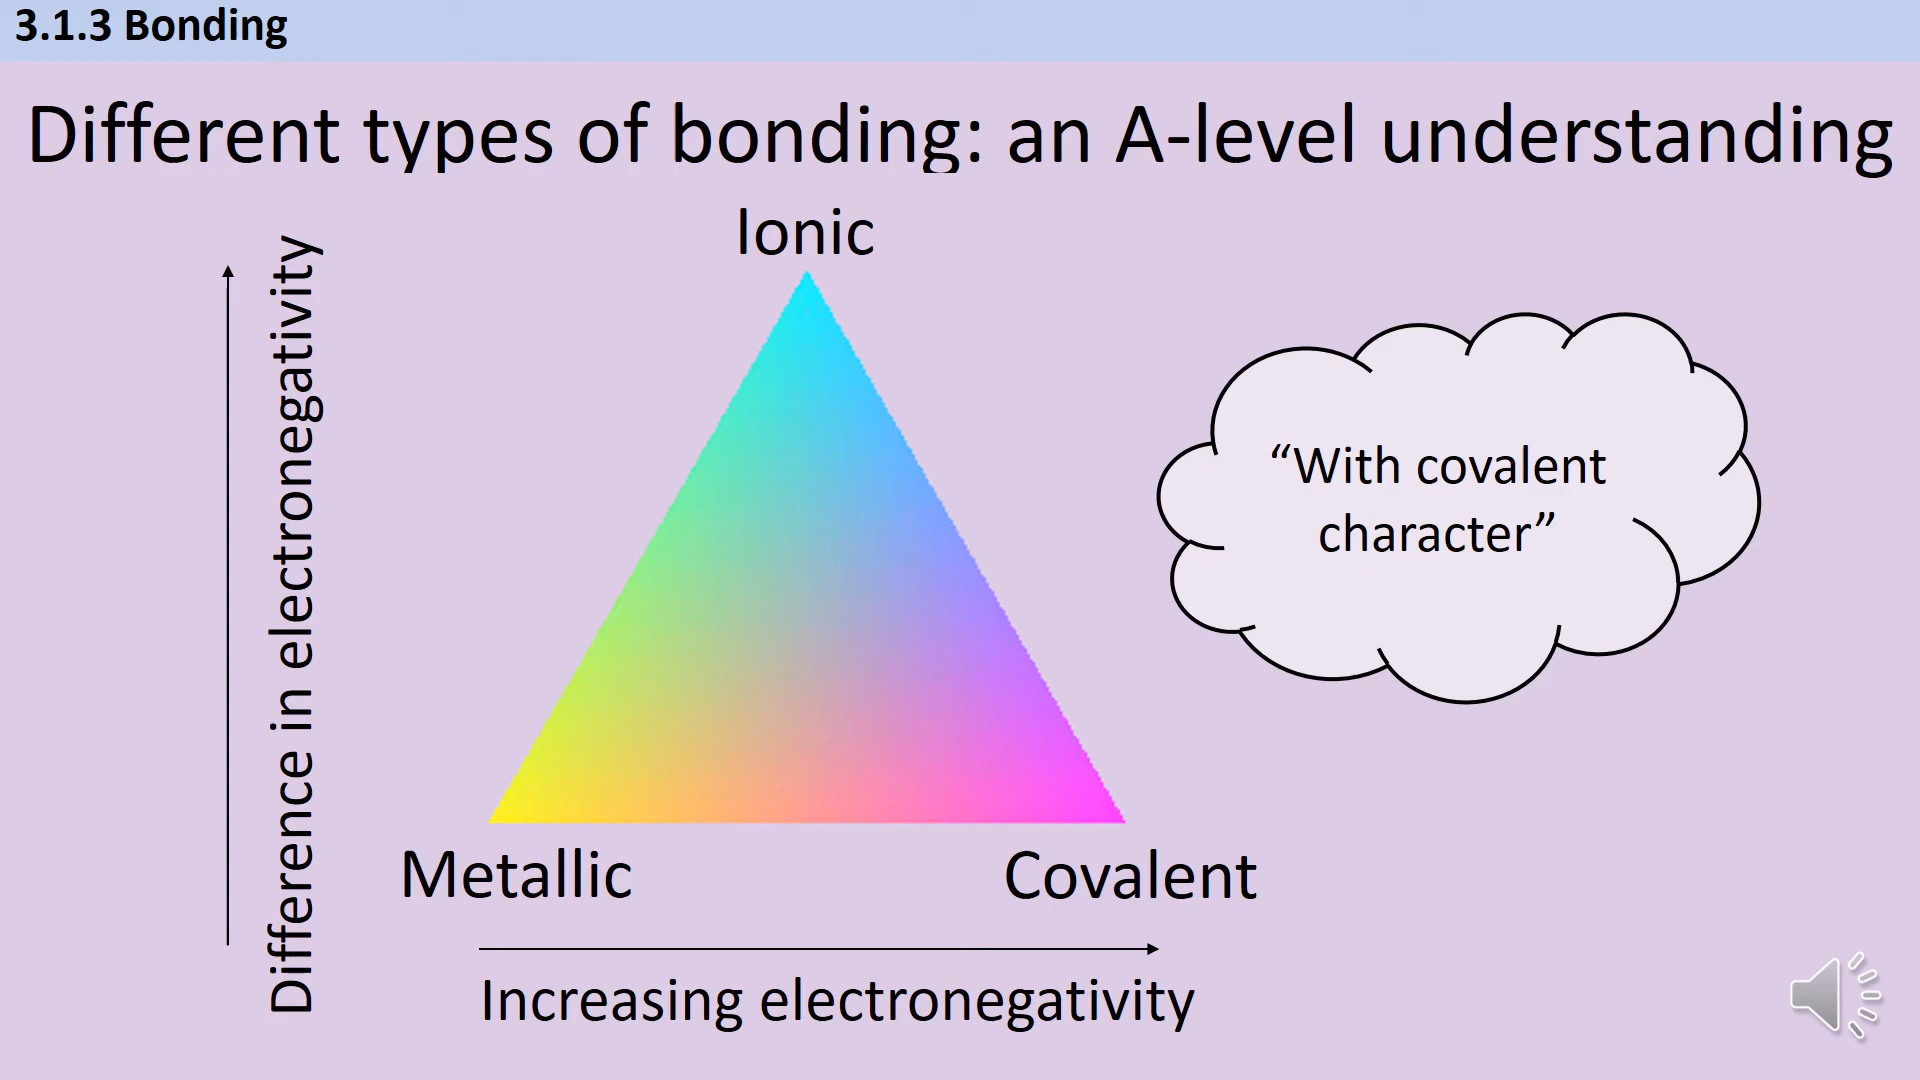 3.1.3 Bonding
Different types of bonding: an A-level understanding
Ionic
Difference in electronegativity
“With covalent
character”
Metallic
Covalent
Increasing electronegativity